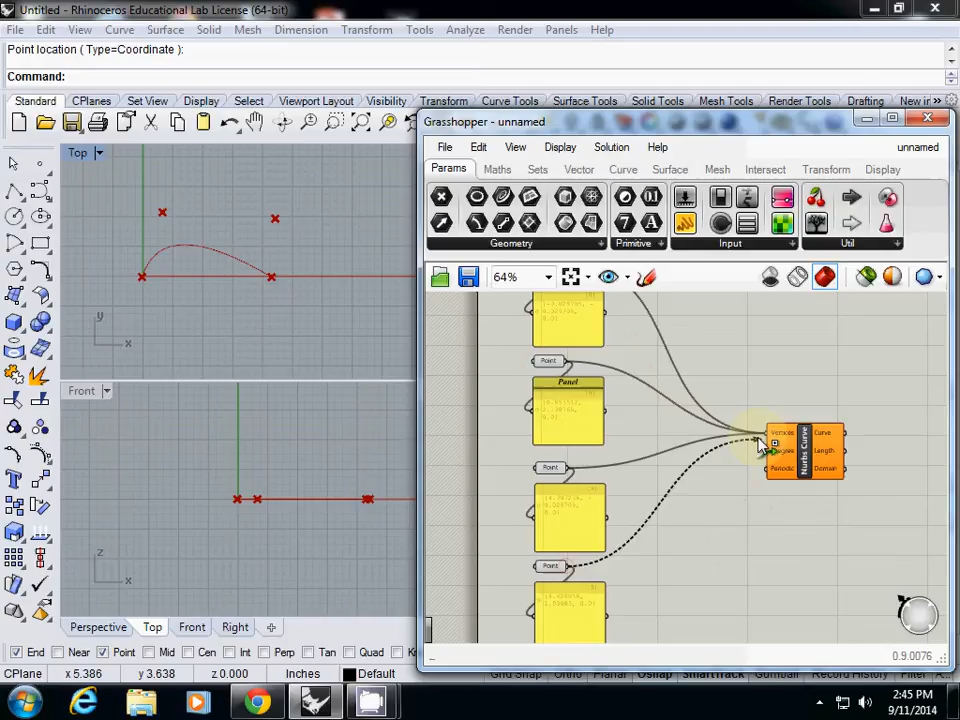 Untitled - Rhinoceros Educational Lab License (64-bit)
File Edit View Curve Surface Solid Mesh Dimension Transform Tools Analyze Render Panels Help
Point location ( Type=Coordinate ):
Command:
Standard CPlanes Set View Display Select Viewport Layout Visibility Transform Curve Tools Surface Tools Solid Tools Mesh Tools Render Tools Drafting New in »
Top
y
x
Front
z
x
Grasshopper - unnamed
File Edit View Display Solution Help unnamed
Params Maths Sets Vector Curve Surface Mesh Intersect Transform Display
Geometry Primitive Input Util
64%
Point
Panel
Point
Point
Vertices
Periodic
Nurbs Curve
Curve
Length
Domain
0.9.0076
Perspective Top Front Right
End Near Point Mid Cen Int Perp Tan Quad
CPlane x 5.386 y 3.638 z 0.000 Inches Default Grid Snap Ortho Planar Osnap SmartTrack Gumball Record History Filter
2:45 PM
9/11/2014